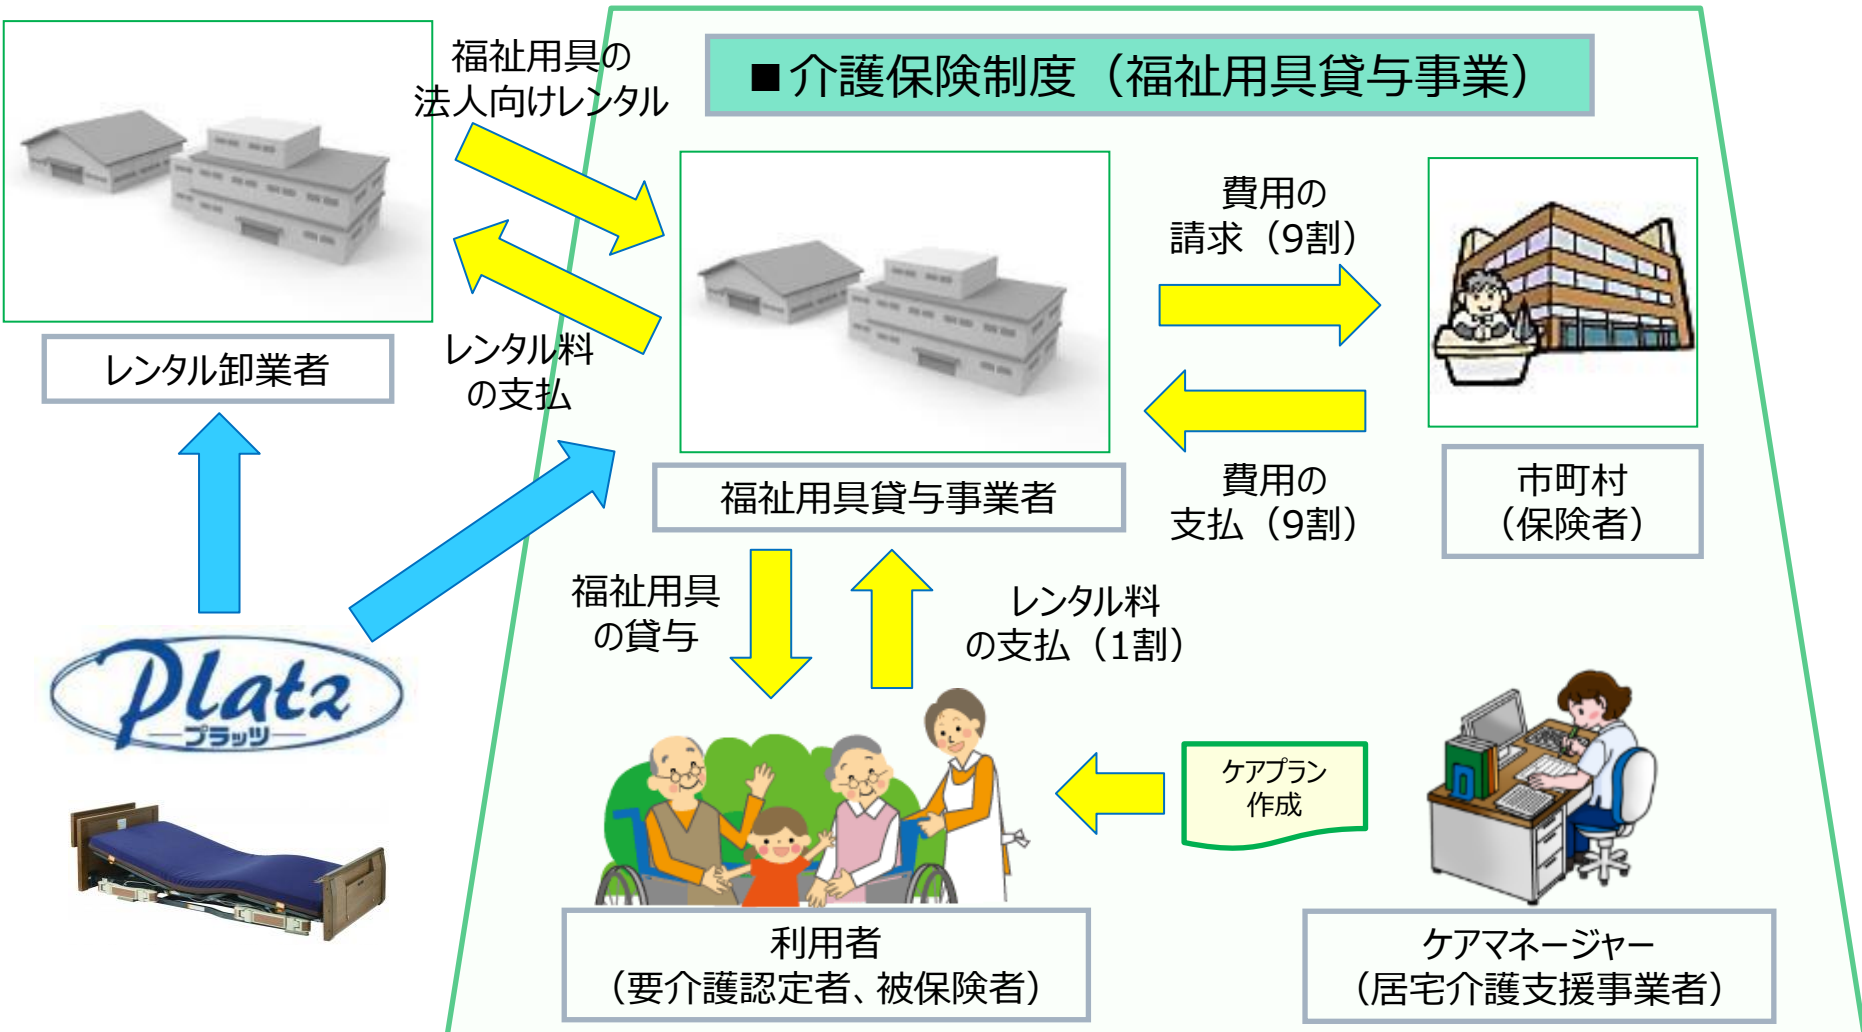 ■介護保険制度（福祉用具貸与事業）
福祉用具の
法人向けレンタル
レンタル卸業者
レンタル料
の支払
福祉用具貸与事業者
費用の
請求（9割）
費用の
支払（9割）
市町村
（保険者）
福祉用具
の貸与
レンタル料
の支払（1割）
Platz
プラッツ
ケアプラン
作成
利用者
（要介護認定者、被保険者）
ケアマネージャー
（居宅介護支援事業者）